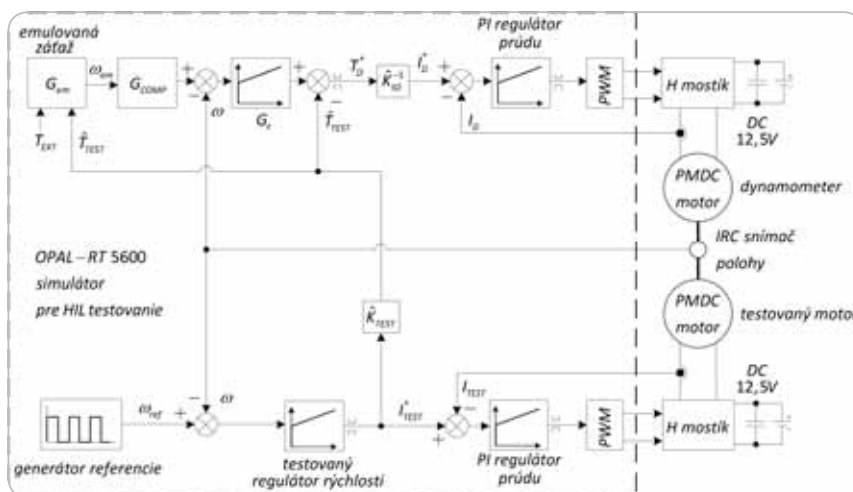 emulovaná
záťaž
G_em
ω_em
G_COMP
+
−
ω
G_r
+
−
T*_D
I*_D
+
−
PI regulátor
prúdu
PWM
H mostík
DC
12,5V
T_EXT
T̂_TEST
T̂_TEST
I_D
PMDC
motor
dynamometer
IRC snímač
polohy
OPAL−RT 5600
simulátor
pre HIL testovanie
K̂_TEST
PMDC
motor
testovaný motor
−
ω
ω_ref
+
I*_TEST
I_TEST
−
+
PWM
H mostík
DC
12,5V
generátor referencie
testovaný
regulátor rýchlosti
PI regulátor
prúdu